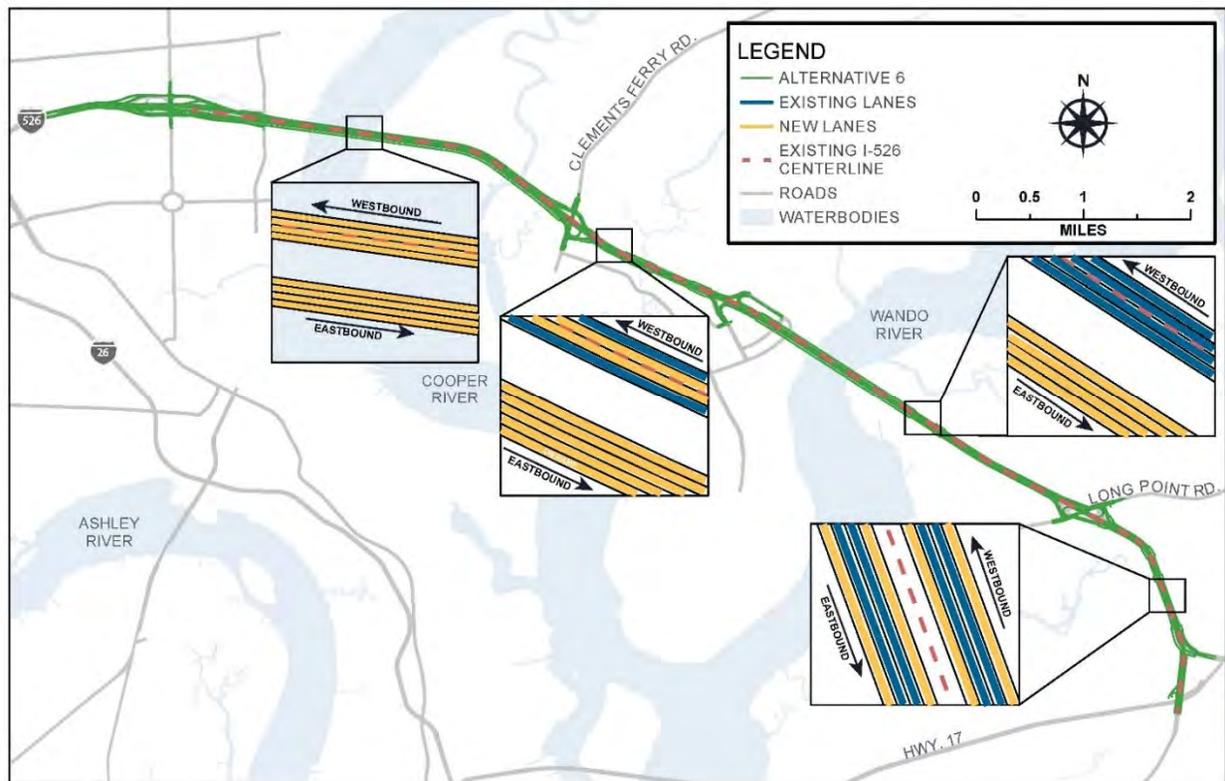 LEGEND
ALTERNATIVE 6
EXISTING LANES
NEW LANES
EXISTING I-526
CENTERLINE
ROADS
WATERBODIES
N
0 0.5 1 2
MILES
526
CLEMENTS FERRY RD.
WESTBOUND
EASTBOUND
26
COOPER
RIVER
WESTBOUND
EASTBOUND
WANDO
RIVER
WESTBOUND
EASTBOUND
LONG POINT RD.
ASHLEY
RIVER
EASTBOUND
WESTBOUND
HWY. 17